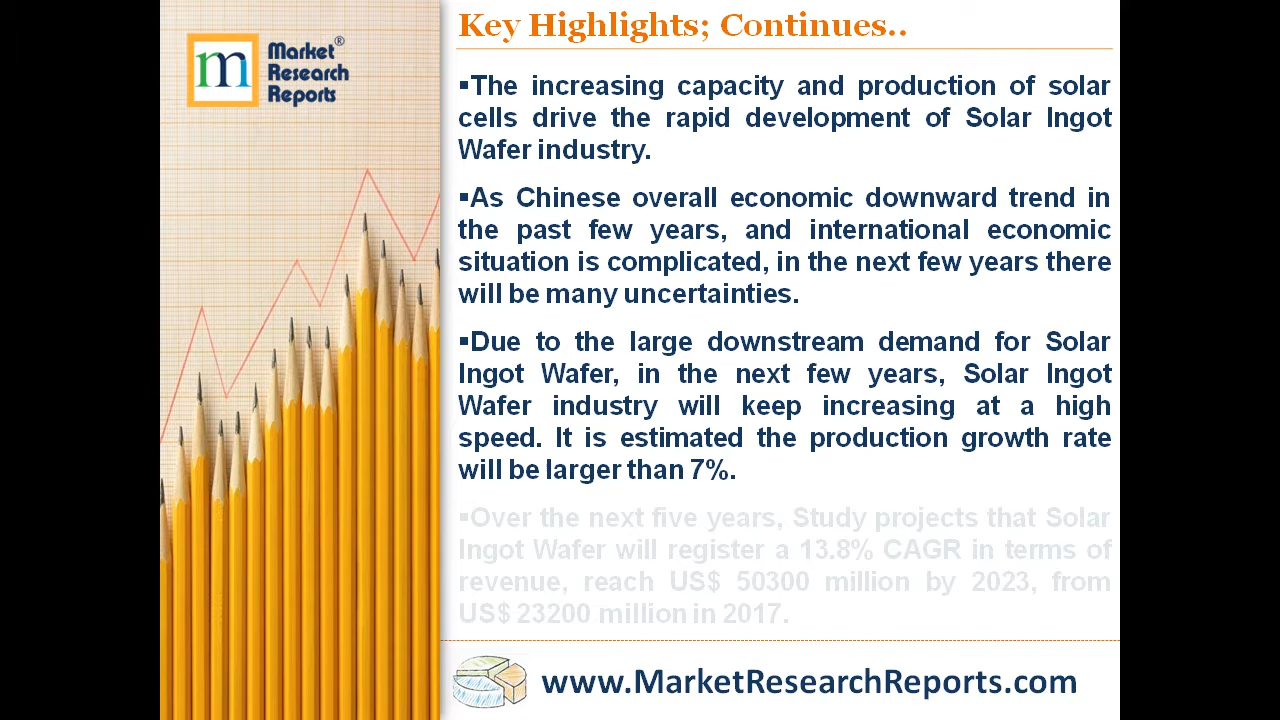 Key Highlights; Continues..
Market®
Research
Reports
m
▪The increasing capacity and production of solar
cells drive the rapid development of Solar Ingot
Wafer industry.
▪As Chinese overall economic downward trend in
the past few years, and international economic
situation is complicated, in the next few years there
will be many uncertainties.
▪Due to the large downstream demand for Solar
Ingot Wafer, in the next few years, Solar Ingot
Wafer industry will keep increasing at a high
speed. It is estimated the production growth rate
will be larger than 7%.
▪Over the next five years, Study projects that Solar
Ingot Wafer will register a 13.8% CAGR in terms of
revenue, reach US$ 50300 million by 2023, from
US$ 23200 million in 2017.
www.MarketResearchReports.com